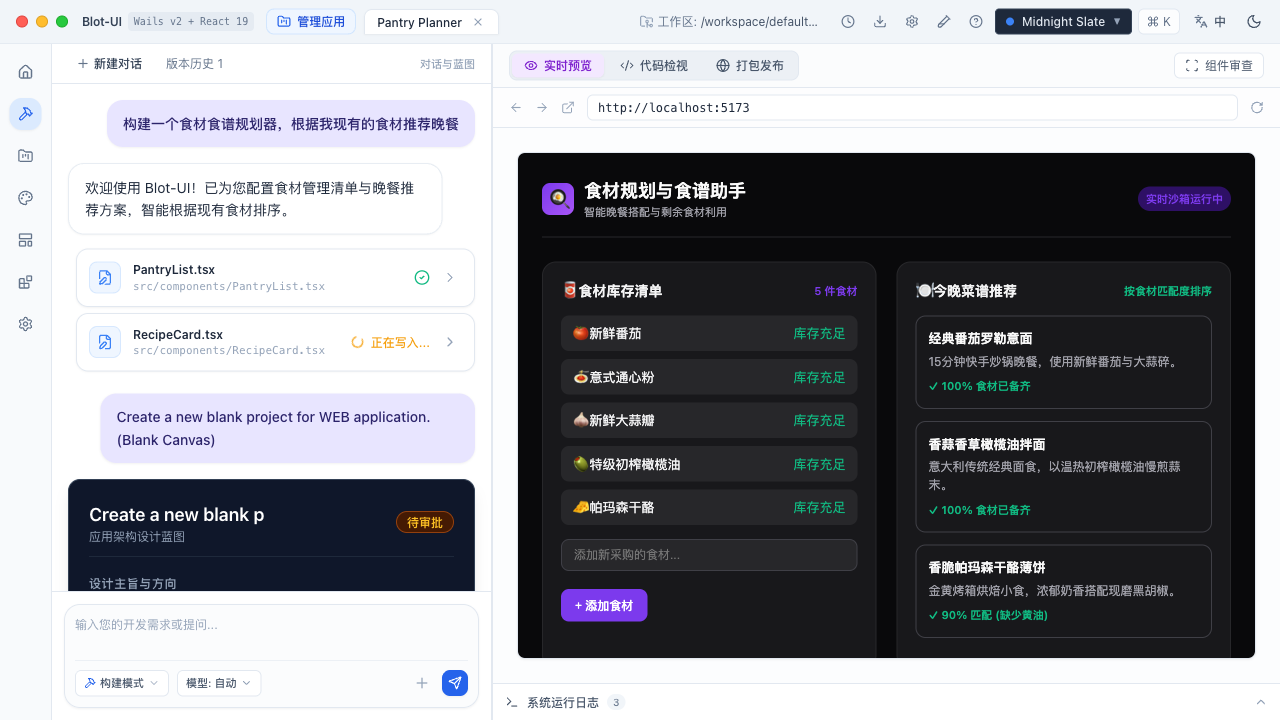 Blot-UI
Wails v2 + React 19
管理应用
Pantry Planner
工作区: /workspace/default...
Midnight Slate
⌘ K
中
新建对话
版本历史 1
对话与蓝图
构建一个食材食谱规划器，根据我现有的食材推荐晚餐
欢迎使用 Blot-UI！已为您配置食材管理清单与晚餐推
荐方案，智能根据现有食材排序。
PantryList.tsx
src/components/PantryList.tsx
RecipeCard.tsx
src/components/RecipeCard.tsx
正在写入...
Create a new blank project for WEB application.
(Blank Canvas)
Create a new blank p
应用架构设计蓝图
待审批
设计主旨与方向
输入您的开发需求或提问...
构建模式
模型: 自动
实时预览
代码检视
打包发布
组件审查
http://localhost:5173
食材规划与食谱助手
智能晚餐搭配与剩余食材利用
实时沙箱运行中
食材库存清单
5 件食材
新鲜番茄
库存充足
意式通心粉
库存充足
新鲜大蒜瓣
库存充足
特级初榨橄榄油
库存充足
帕玛森干酪
库存充足
添加新采购的食材...
+ 添加食材
今晚菜谱推荐
按食材匹配度排序
经典番茄罗勒意面
15分钟快手炒锅晚餐，使用新鲜番茄与大蒜碎。
✓ 100% 食材已备齐
香蒜香草橄榄油拌面
意大利传统经典面食，以温热初榨橄榄油慢煎蒜
末。
✓ 100% 食材已备齐
香脆帕玛森干酪薄饼
金黄烤箱烘焙小食，浓郁奶香搭配现磨黑胡椒。
✓ 90% 匹配 (缺少黄油)
系统运行日志
3